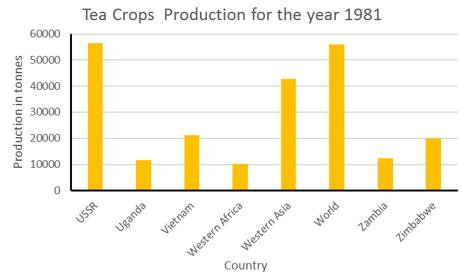 Tea Crops  Production for the year 1981
60000
50000
40000
30000
20000
10000
0
Production in tonnes
USSR
Uganda
Vietnam
Western Africa
Western Asia
World
Zambia
Zimbabwe
Country